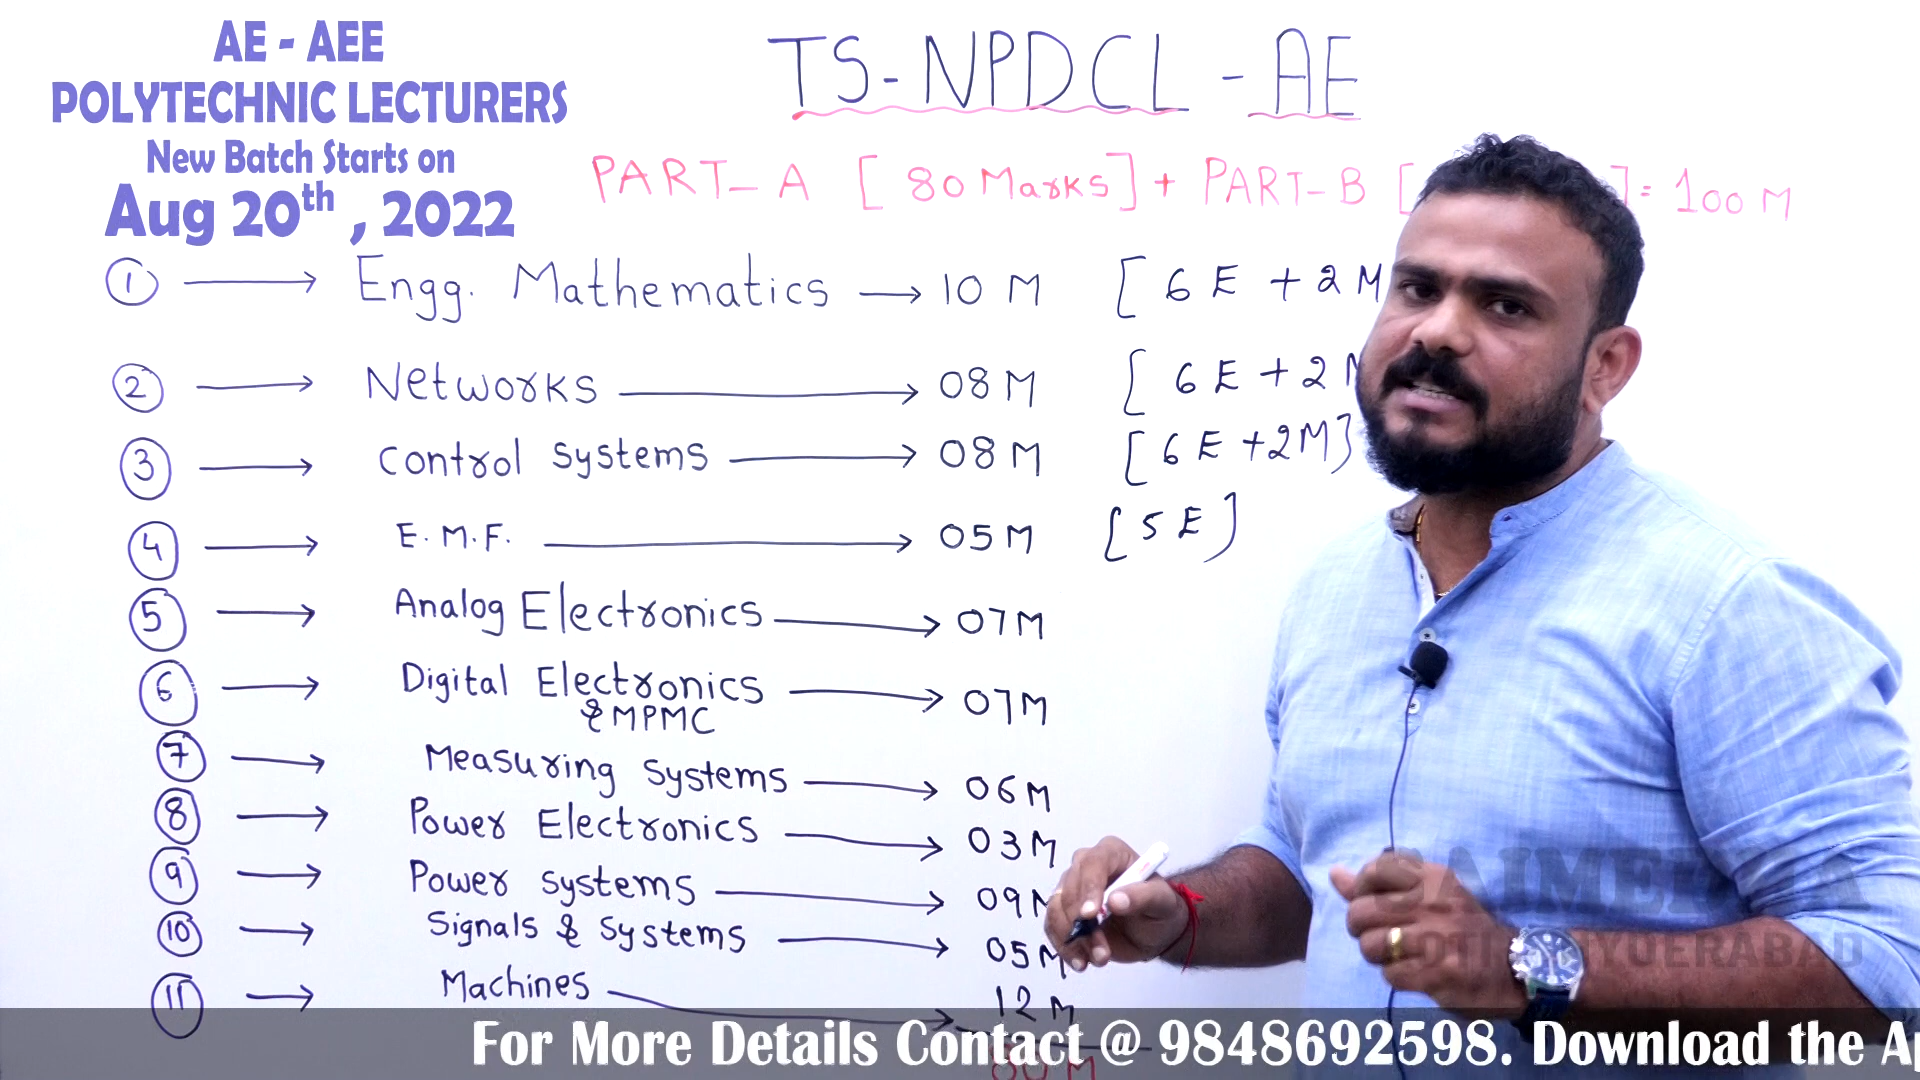 AE - AEE
POLYTECHNIC LECTURERS
New Batch Starts on
Aug 20th , 2022
TS-NPDCL - AE
PART-A [ 80 Marks] + PART-B [ ] = 100 M
1 → Engg. Mathematics → 10 M [ 6 E + 2 M
2 → Networks → 08 M [ 6 E + 2 M
3 → Control Systems → 08 M [ 6 E + 2M]
4 → E.M.F. → 05 M [ 5 E ]
5 → Analog Electronics → 07 M
6 → Digital Electronics → 07 M
& MPMC
7 → Measuring Systems → 06 M
8 → Power Electronics → 03 M
9 → Power Systems → 09 M
10 → Signals & Systems → 05 M
11 → Machines → 12 M
80 M
For More Details Contact @ 9848692598. Download the Ap